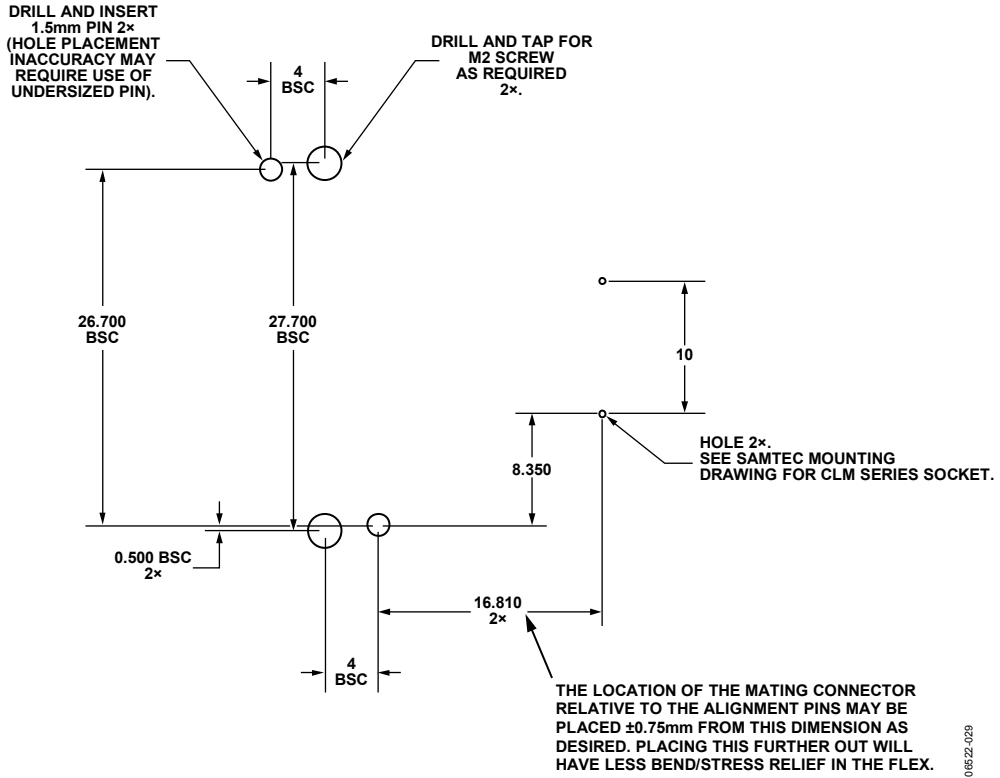 DRILL AND INSERT
1.5mm PIN 2×
(HOLE PLACEMENT
INACCURACY MAY
REQUIRE USE OF
UNDERSIZED PIN).
4
BSC
DRILL AND TAP FOR
M2 SCREW
AS REQUIRED
2×.
26.700
BSC
27.700
BSC
10
8.350
HOLE 2×.
SEE SAMTEC MOUNTING
DRAWING FOR CLM SERIES SOCKET.
0.500 BSC
2×
16.810
2×
4
BSC
THE LOCATION OF THE MATING CONNECTOR
RELATIVE TO THE ALIGNMENT PINS MAY BE
PLACED ±0.75mm FROM THIS DIMENSION AS
DESIRED. PLACING THIS FURTHER OUT WILL
HAVE LESS BEND/STRESS RELIEF IN THE FLEX.
06522-029